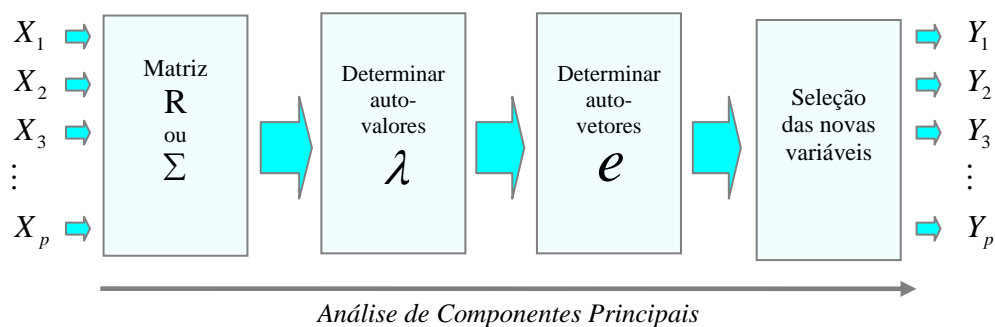 X₁
X₂
X₃
⋮
Xₚ
Matriz
R
ou
Σ
Determinar
auto-
valores
λ
Determinar
auto-
vetores
e
Seleção
das novas
variáveis
Y₁
Y₂
Y₃
⋮
Yₚ
Análise de Componentes Principais